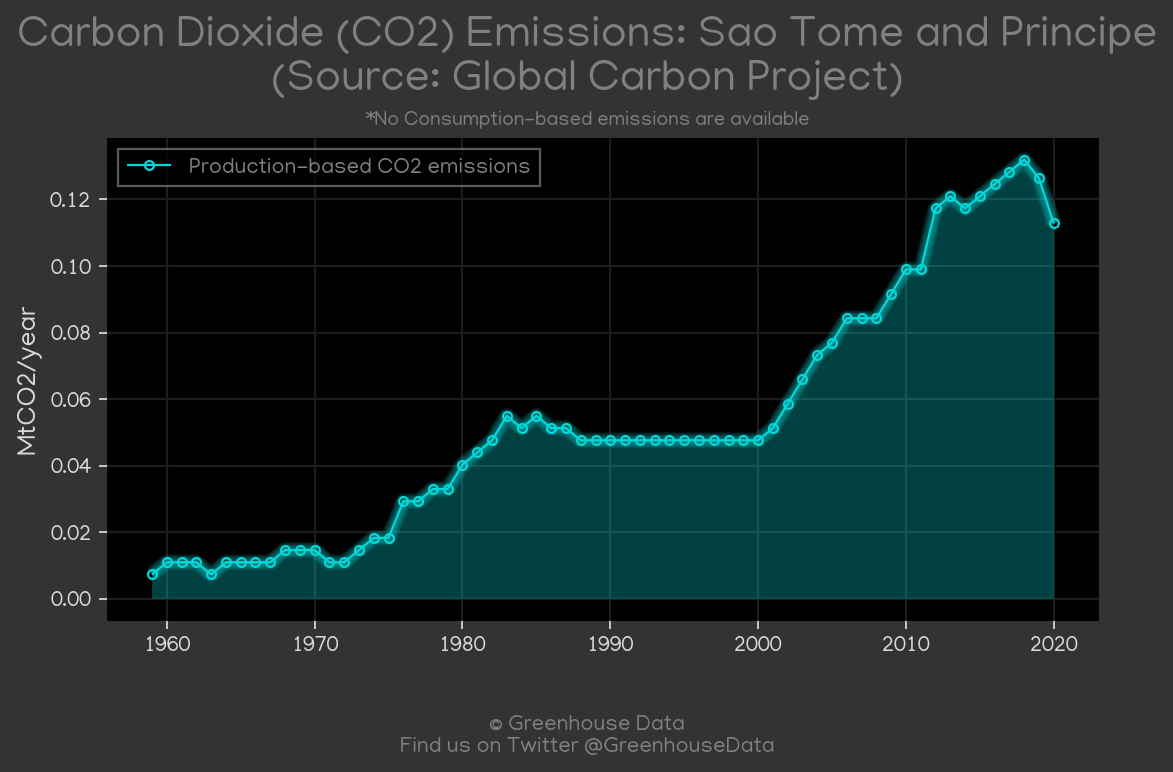 Carbon Dioxide (CO2) Emissions: Sao Tome and Principe
(Source: Global Carbon Project)
*No Consumption-based emissions are available
Production-based CO2 emissions
MtCO2/year
0.12
0.10
0.08
0.06
0.04
0.02
0.00
1960 1970 1980 1990 2000 2010 2020
© Greenhouse Data
Find us on Twitter @GreenhouseData